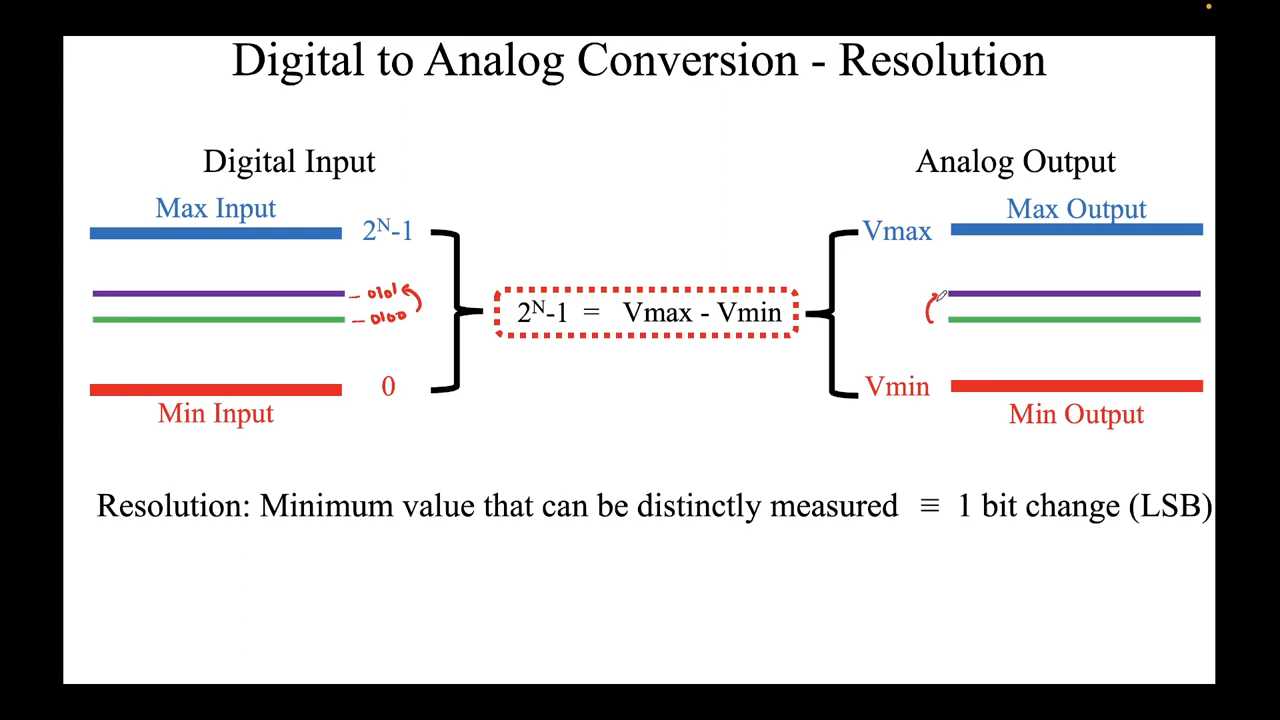 Digital to Analog Conversion - Resolution
Digital Input
Analog Output
Max Input
2ᴺ-1
Vmax
Max Output
0101
0100
2ᴺ-1 = Vmax - Vmin
0
Vmin
Min Input
Min Output
Resolution: Minimum value that can be distinctly measured ≡ 1 bit change (LSB)